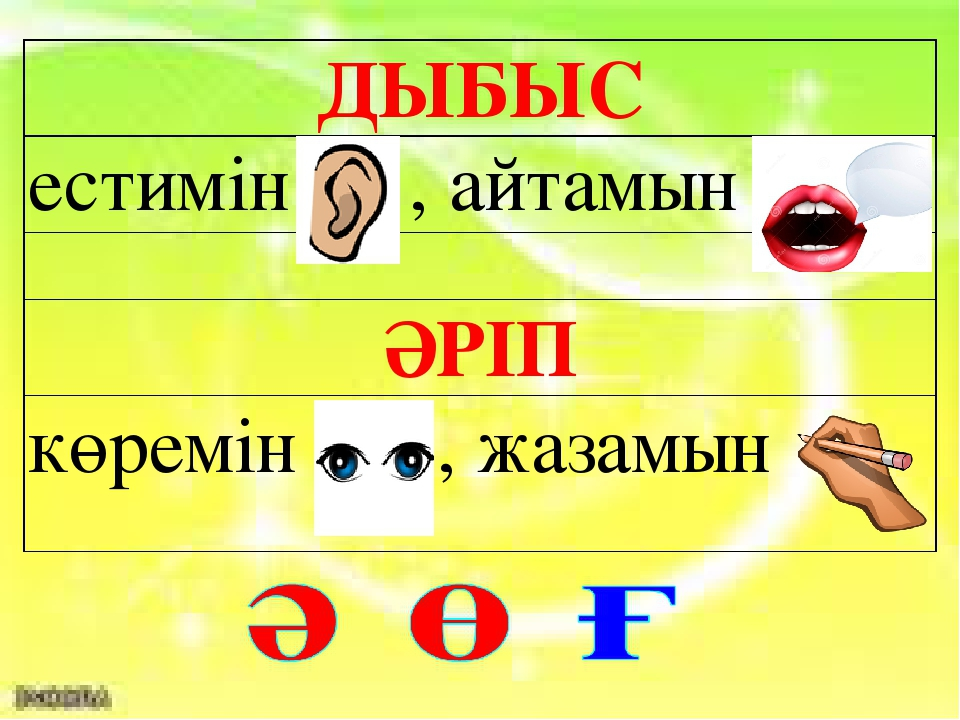 ДЫБЫС
естимін , айтамын
ӘРІП
көремін , жазамын
ә ө ғ